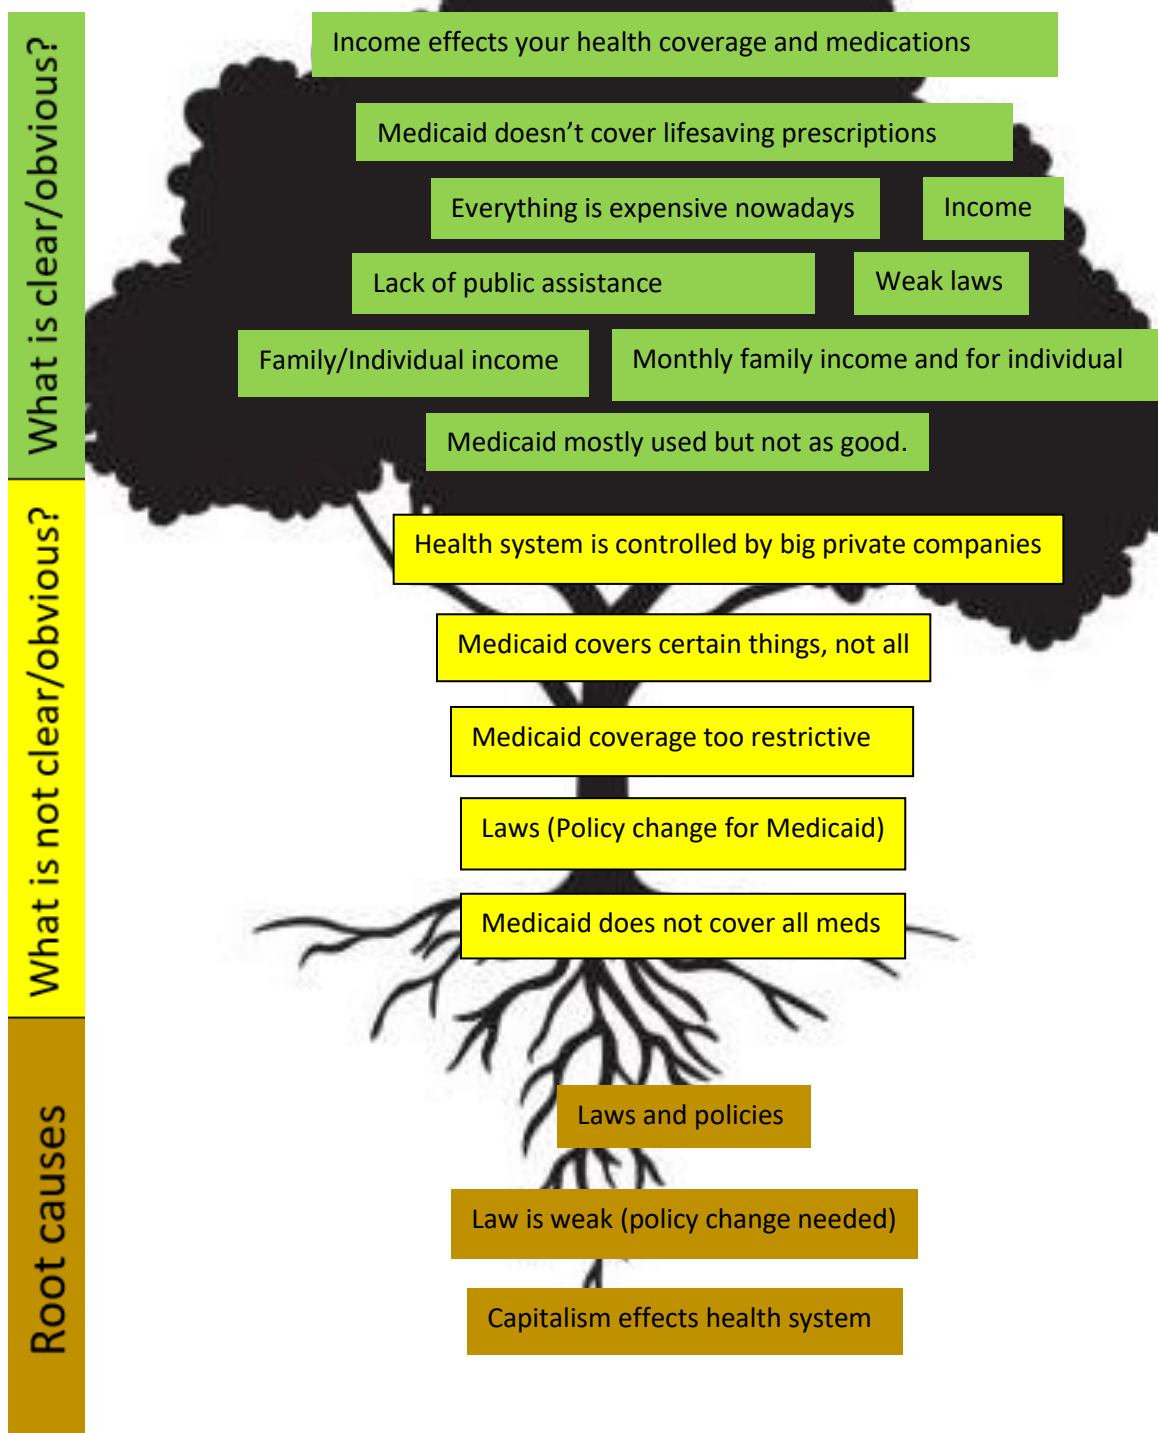 What is clear/obvious?
Income effects your health coverage and medications
Medicaid doesn’t cover lifesaving prescriptions
Everything is expensive nowadays
Income
Lack of public assistance
Weak laws
Family/Individual income
Monthly family income and for individual
Medicaid mostly used but not as good.
What is not clear/obvious?
Health system is controlled by big private companies
Medicaid covers certain things, not all
Medicaid coverage too restrictive
Laws (Policy change for Medicaid)
Medicaid does not cover all meds
Root causes
Laws and policies
Law is weak (policy change needed)
Capitalism effects health system